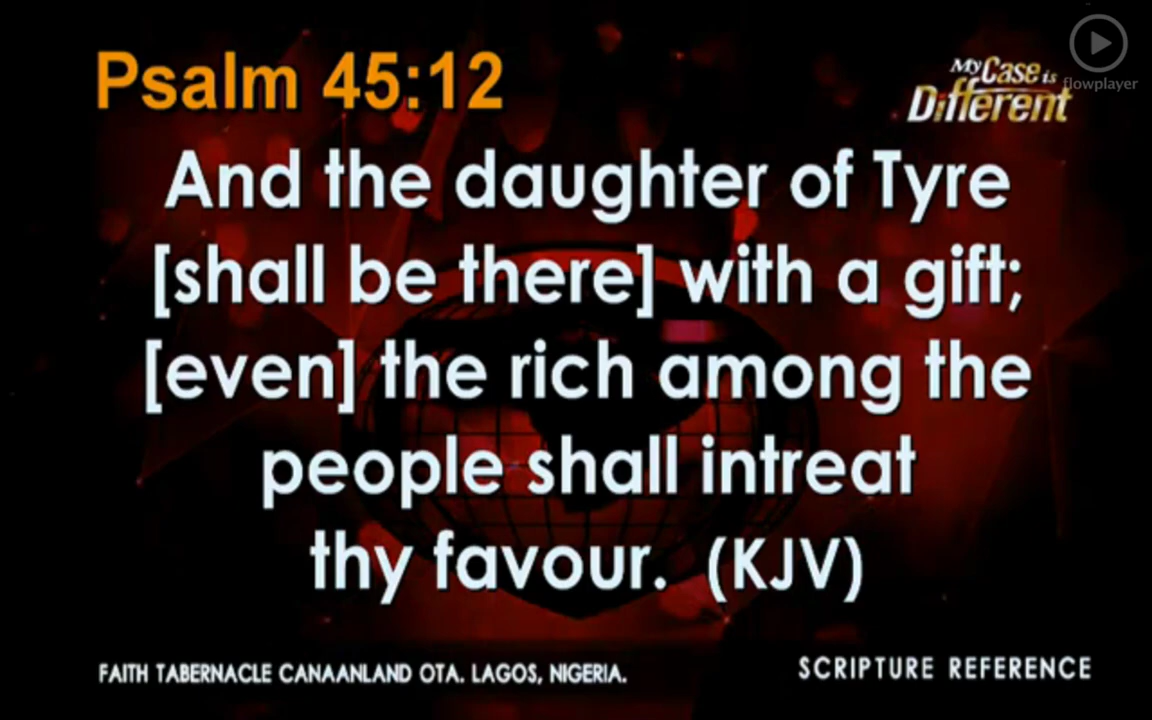 Psalm 45:12
My Case is
Different
flowplayer
And the daughter of Tyre
[shall be there] with a gift;
[even] the rich among the
people shall intreat
thy favour. (KJV)
FAITH TABERNACLE CANAANLAND OTA. LAGOS, NIGERIA.
SCRIPTURE REFERENCE